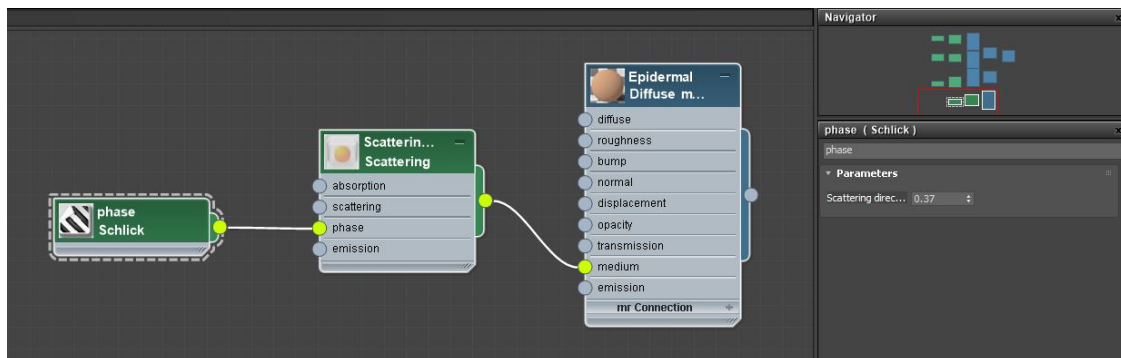 Navigator
x
phase ( Schlick )
x
phase
Parameters
Scattering direc... 0.37
phase
Schlick
Scatterin...
Scattering
absorption
scattering
phase
emission
Epidermal
Diffuse m...
diffuse
roughness
bump
normal
displacement
opacity
transmission
medium
emission
mr Connection